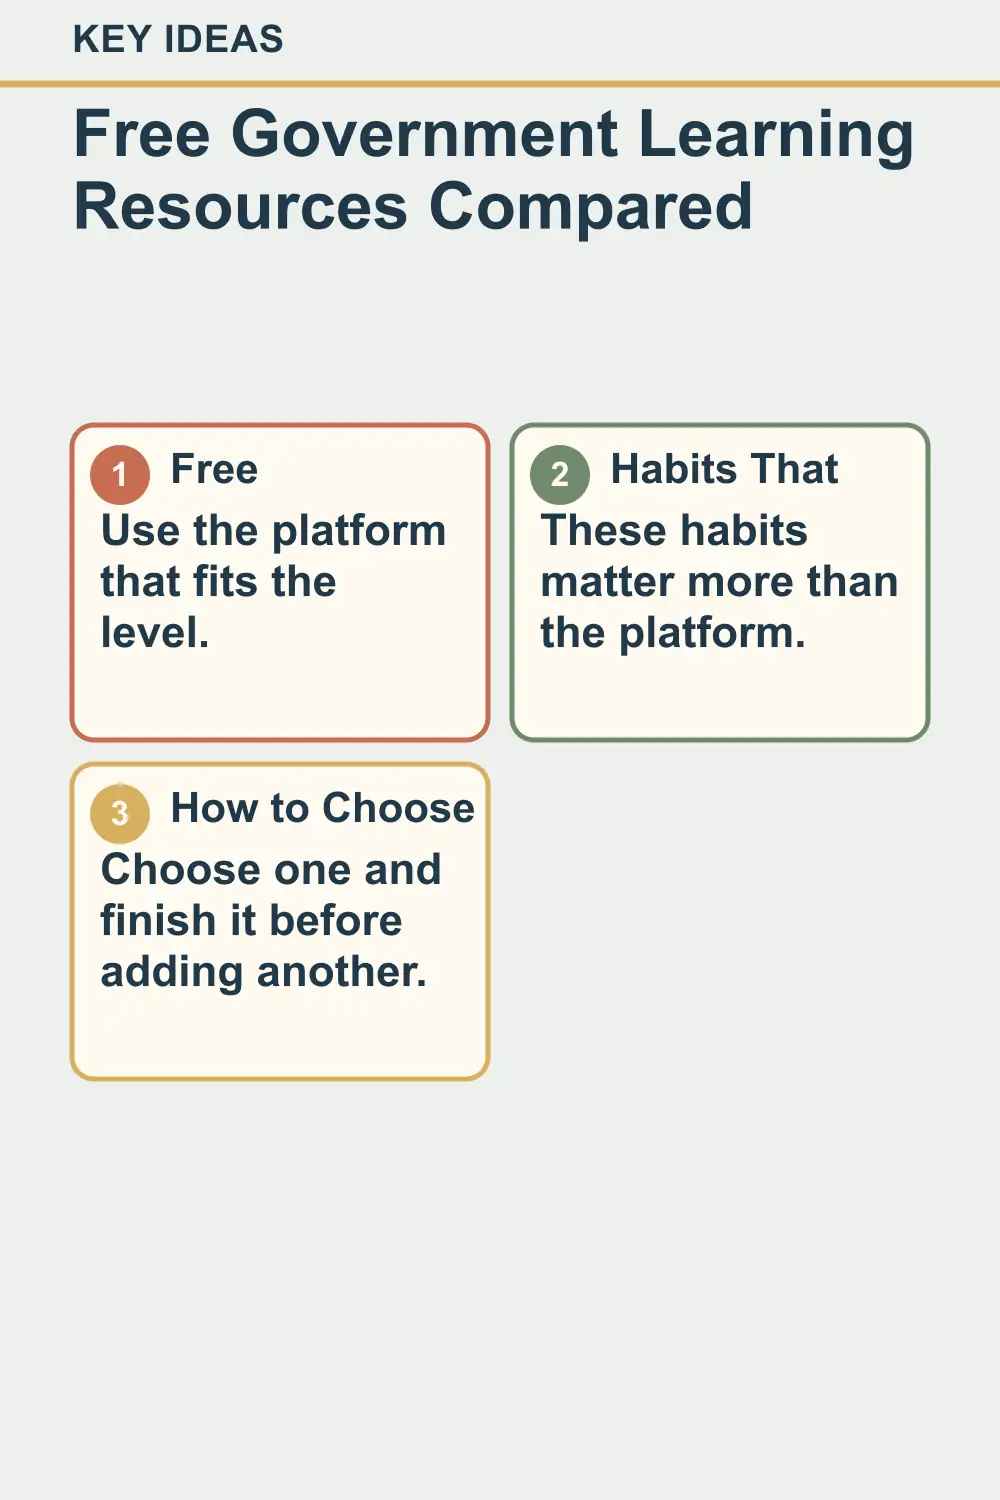 KEY IDEAS
Free Government Learning
Resources Compared
1 Free
Use the platform
that fits the
level.
2 Habits That
These habits
matter more than
the platform.
3 How to Choose
Choose one and
finish it before
adding another.